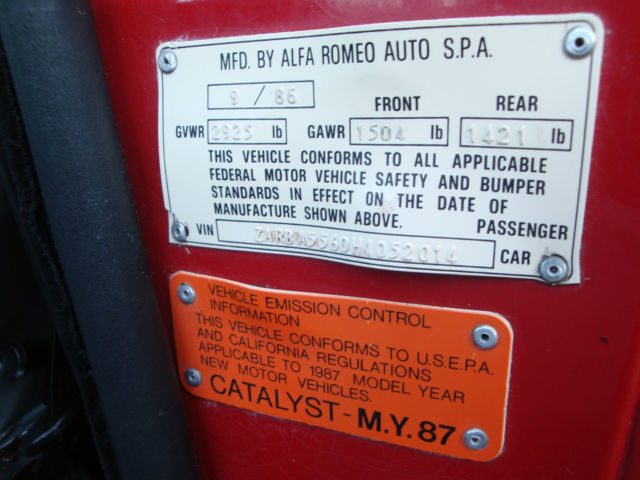 MFD. BY ALFA ROMEO AUTO S.P.A.
9 / 86
FRONT REAR
GVWR 2925 lb GAWR 1504 lb 1421 lb
THIS VEHICLE CONFORMS TO ALL APPLICABLE
FEDERAL MOTOR VEHICLE SAFETY AND BUMPER
STANDARDS IN EFFECT ON THE DATE OF
MANUFACTURE SHOWN ABOVE. PASSENGER
VIN ZARBA5560H1052014 CAR
VEHICLE EMISSION CONTROL
INFORMATION
THIS VEHICLE CONFORMS TO U.S.E.P.A.
AND CALIFORNIA REGULATIONS
APPLICABLE TO 1987 MODEL YEAR
NEW MOTOR VEHICLES.
CATALYST - M.Y. 87